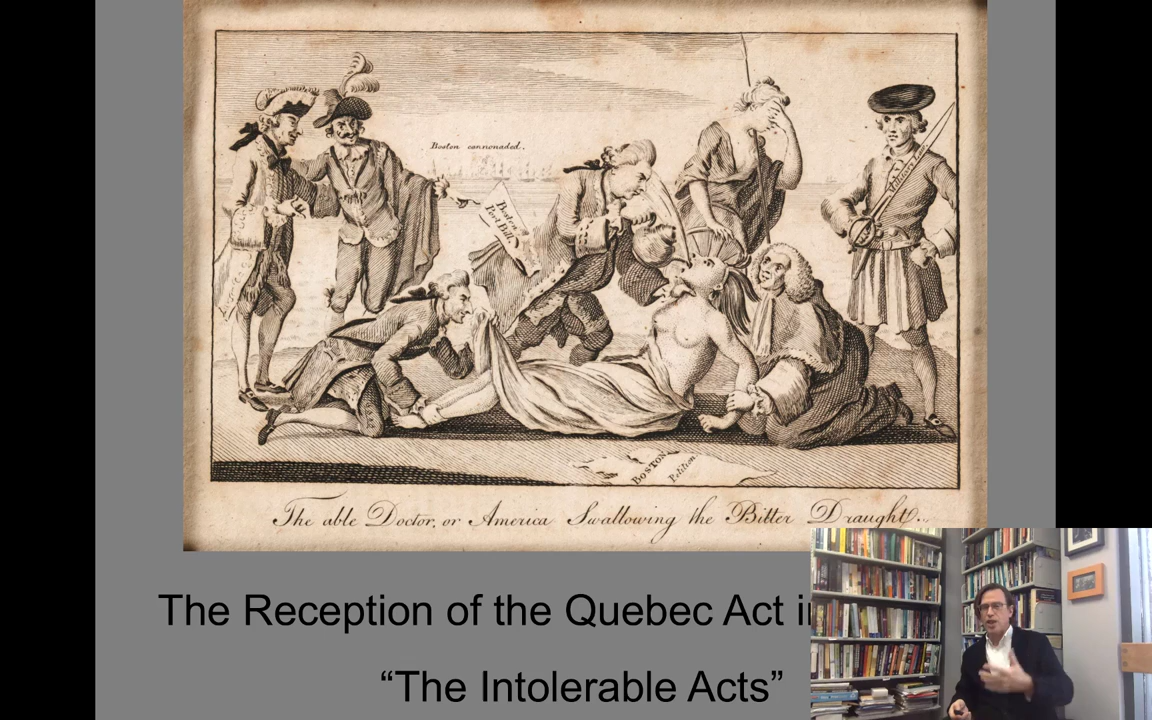 Boston cannonaded.
Boston
Port Bill
BOSTON
Petition
The able Doctor, or America Swallowing the Bitter Draught.
The Reception of the Quebec Act
“The Intolerable Acts”